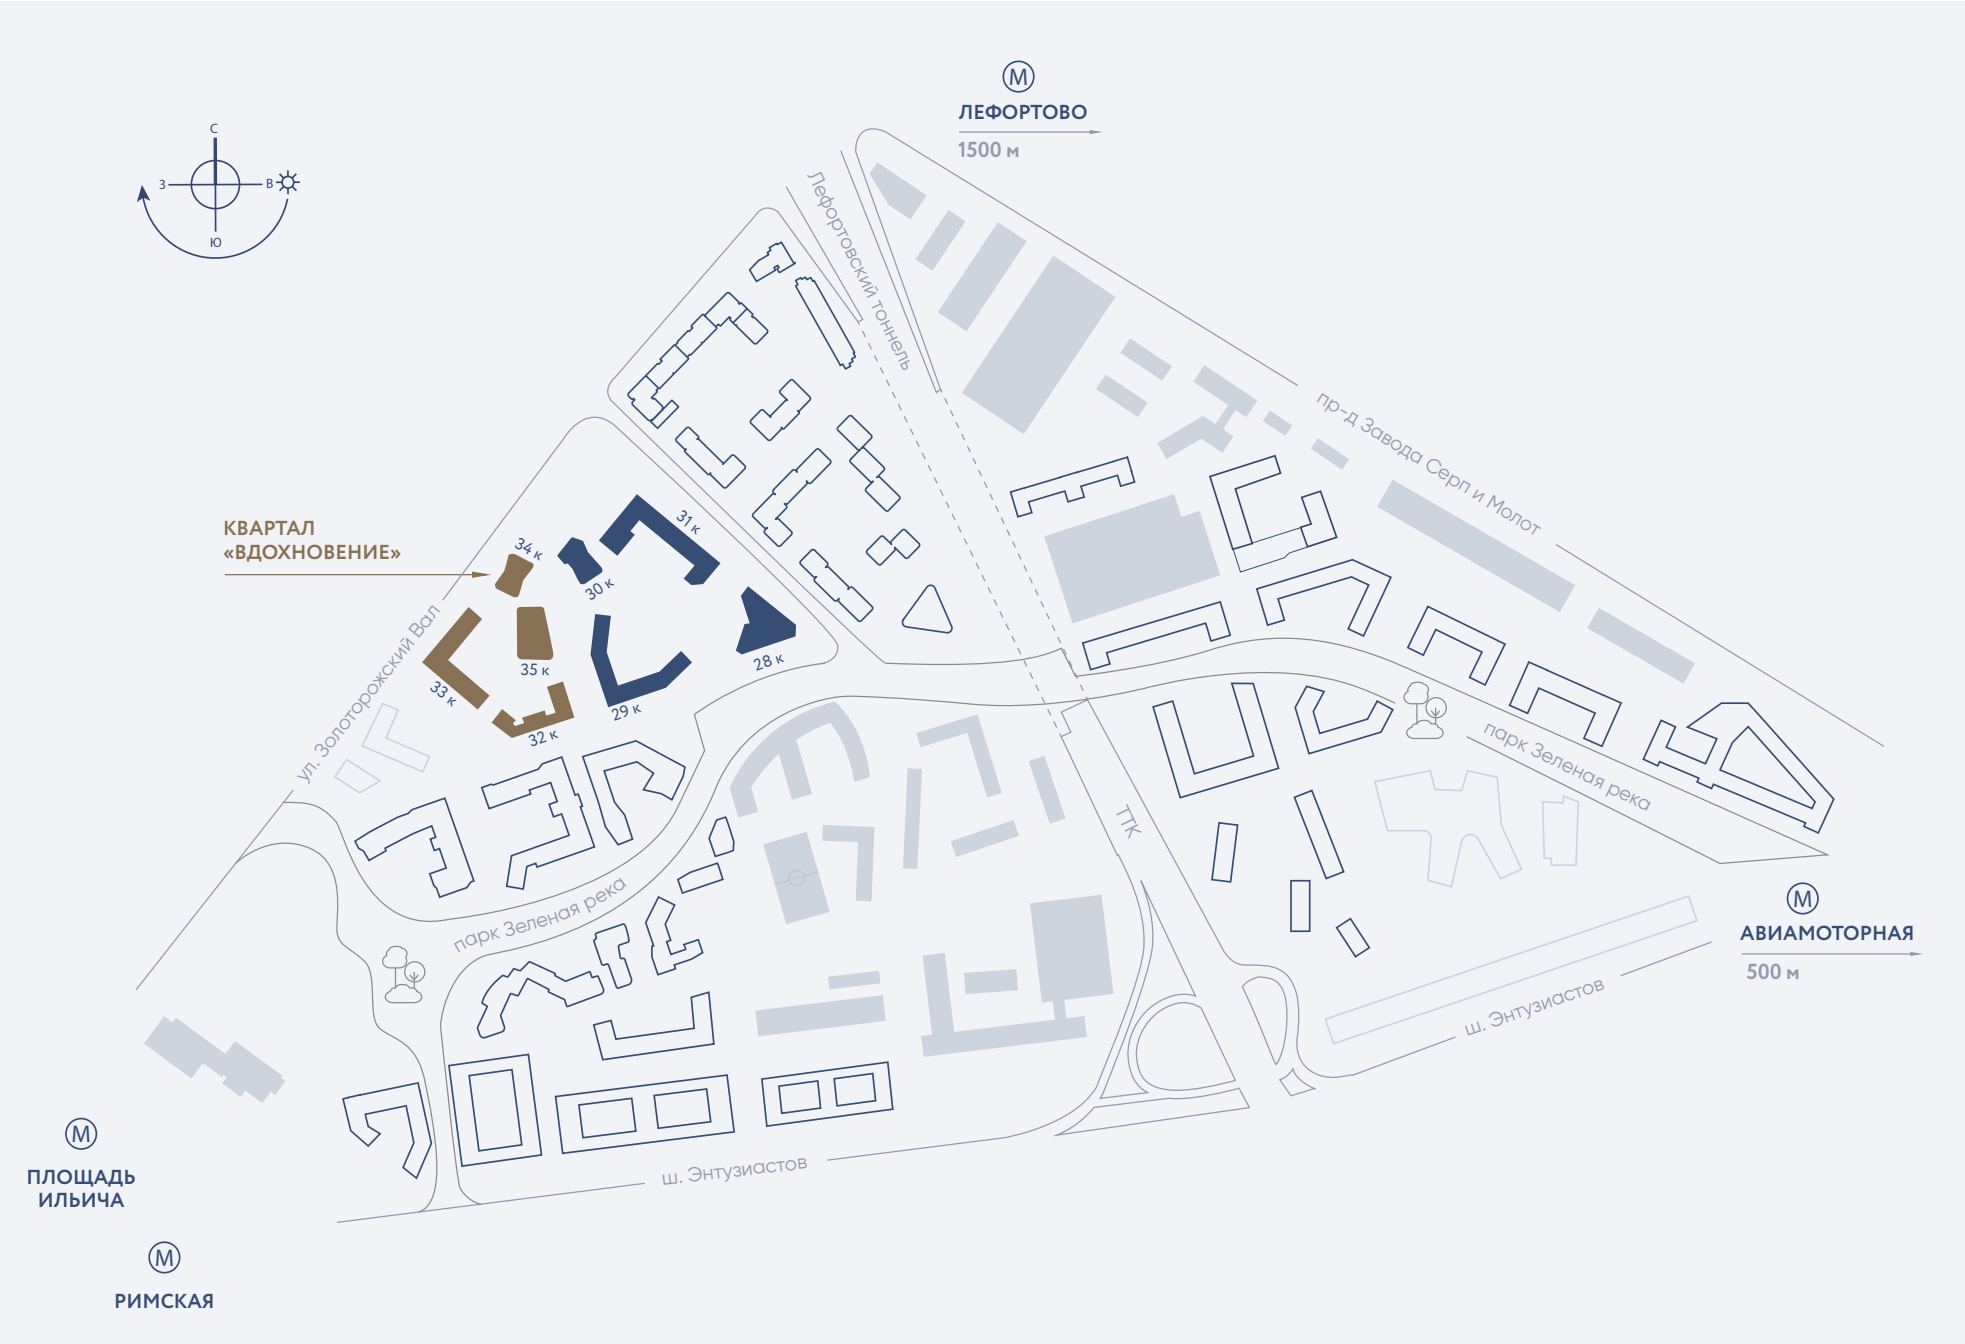 М
ЛЕФОРТОВО
1500 м
С
З
В
Ю
Лефортовский тоннель
пр-д Завода Серп и Молот
КВАРТАЛ
«ВДОХНОВЕНИЕ»
34 к
31 к
30 к
35 к
33 к
28 к
29 к
32 к
ул. Золоторожский Вал
парк Зеленая река
ТТК
парк Зеленая река
М
АВИАМОТОРНАЯ
500 м
ш. Энтузиастов
ш. Энтузиастов
М
ПЛОЩАДЬ
ИЛЬИЧА
М
РИМСКАЯ